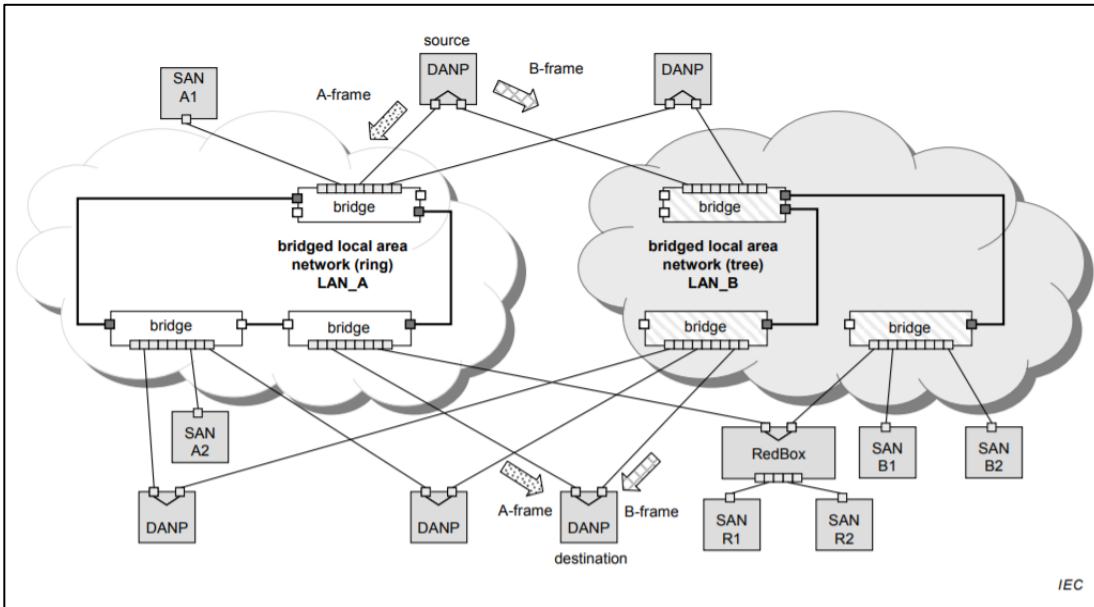 source
DANP
B-frame
DANP
SAN
A1
A-frame
bridge
bridge
bridged local area
network (ring)
LAN_A
bridged local area
network (tree)
LAN_B
bridge
bridge
bridge
bridge
SAN
A2
RedBox
SAN
B1
SAN
B2
DANP
DANP
A-frame
DANP
B-frame
SAN
R1
SAN
R2
destination
IEC